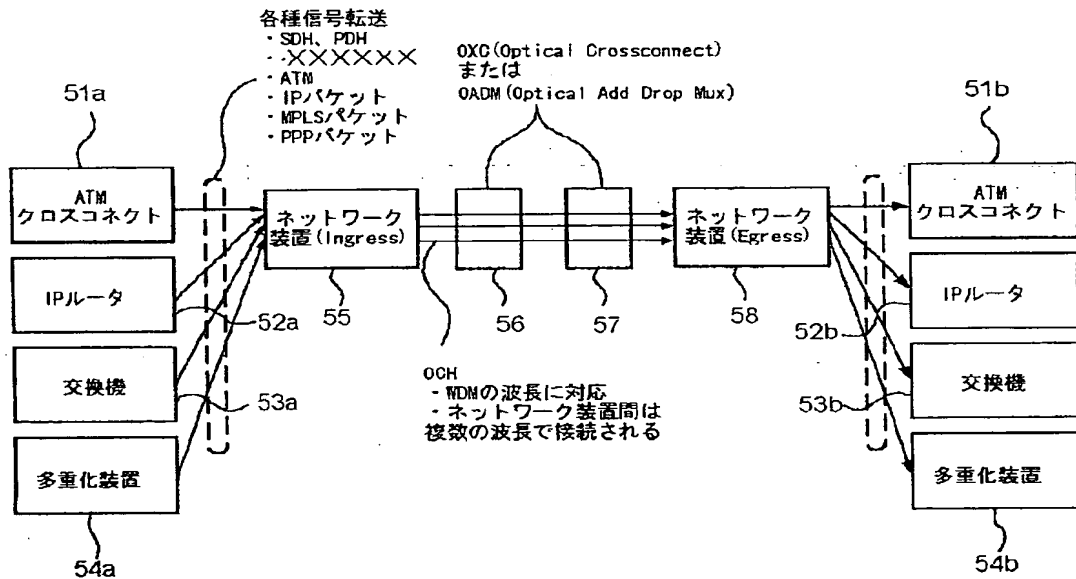 各種信号転送
・SDH、PDH
・××××××
・ATM
・IPパケット
・MPLSパケット
・PPPパケット
OXC(Optical Crossconnect)
または
OADM(Optical Add Drop Mux)
51a
51b
ATM
クロスコネクト
ネットワーク
装置(Ingress)
ネットワーク
装置(Egress)
ATM
クロスコネクト
IPルータ
52a
55
56
57
58
52b
IPルータ
交換機
53a
OCH
・WDMの波長に対応
・ネットワーク装置間は
複数の波長で接続される
53b
交換機
多重化装置
多重化装置
54a
54b